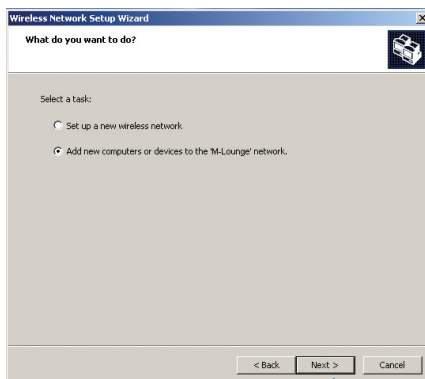 Wireless Network Setup Wizard
What do you want to do?
Select a task:
Set up a new wireless network
Add new computers or devices to the 'M-Lounge' network.
< Back Next > Cancel